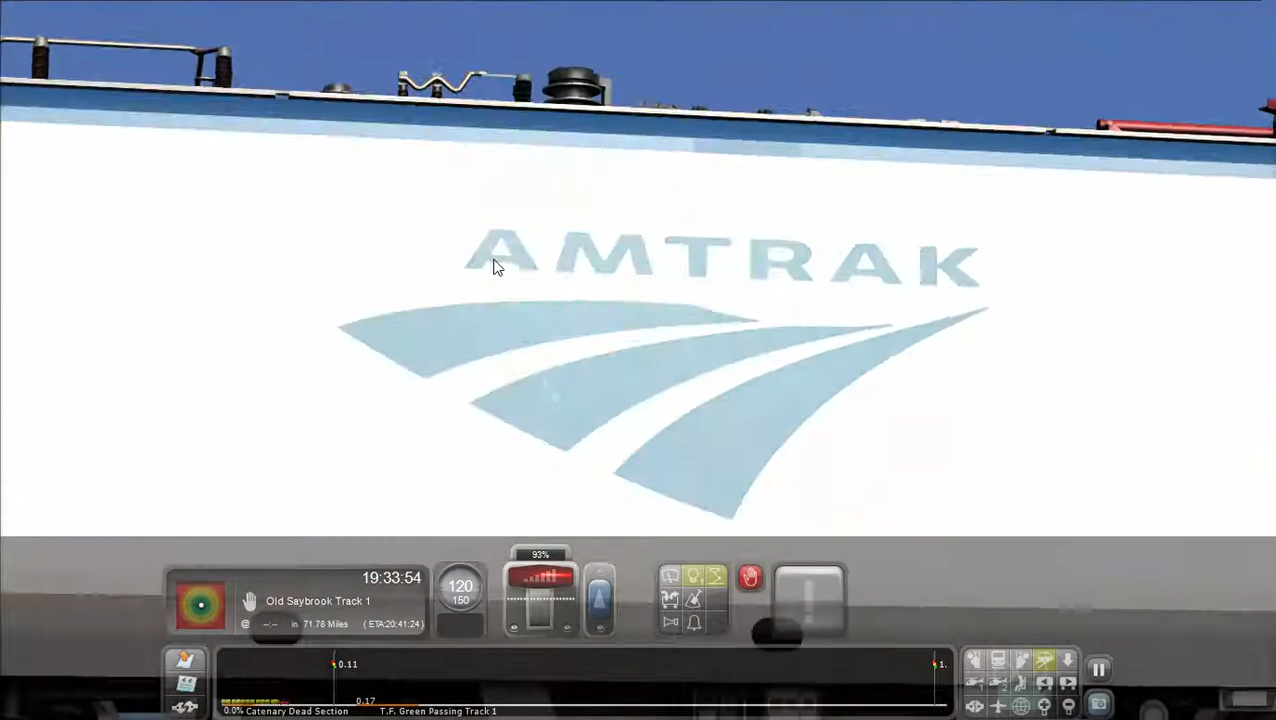 AMTRAK
93%
19:33:54
Old Saybrook Track 1
@ --:-- in 71.78 Miles ( ETA:20:41:24 )
120
150
0.11
1.
0.17
0.0% Catenary Dead Section T.F. Green Passing Track 1